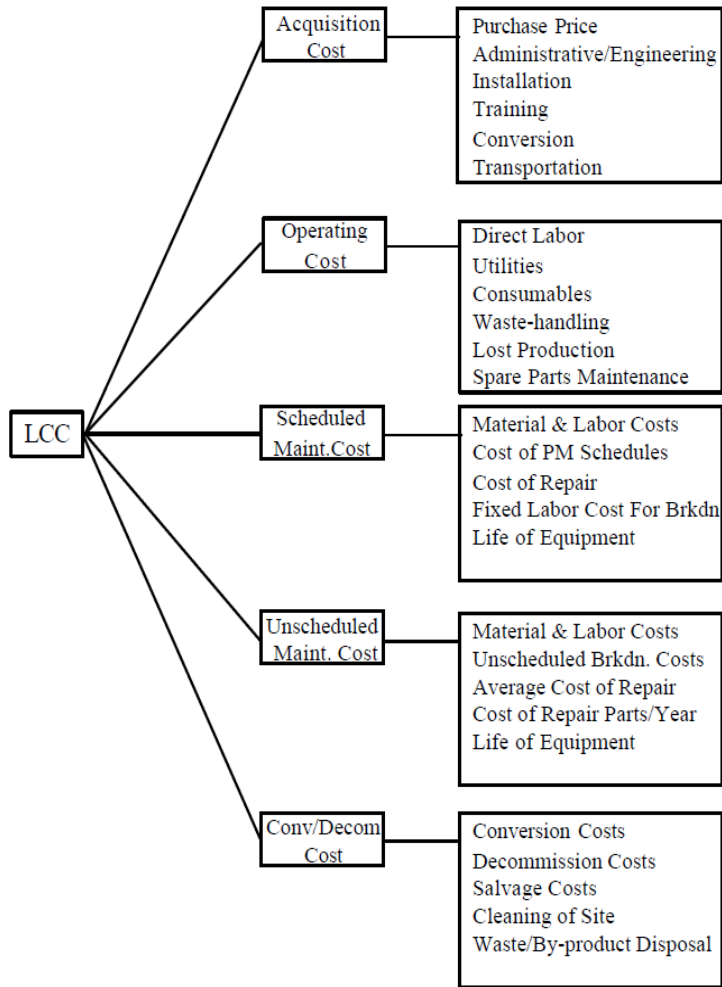 Acquisition
Cost
Purchase Price
Administrative/Engineering
Installation
Training
Conversion
Transportation
Operating
Cost
Direct Labor
Utilities
Consumables
Waste-handling
Lost Production
Spare Parts Maintenance
LCC
Scheduled
Maint.Cost
Material & Labor Costs
Cost of PM Schedules
Cost of Repair
Fixed Labor Cost For Brkdn
Life of Equipment
Unscheduled
Maint. Cost
Material & Labor Costs
Unscheduled Brkdn. Costs
Average Cost of Repair
Cost of Repair Parts/Year
Life of Equipment
Conv/Decom
Cost
Conversion Costs
Decommission Costs
Salvage Costs
Cleaning of Site
Waste/By-product Disposal